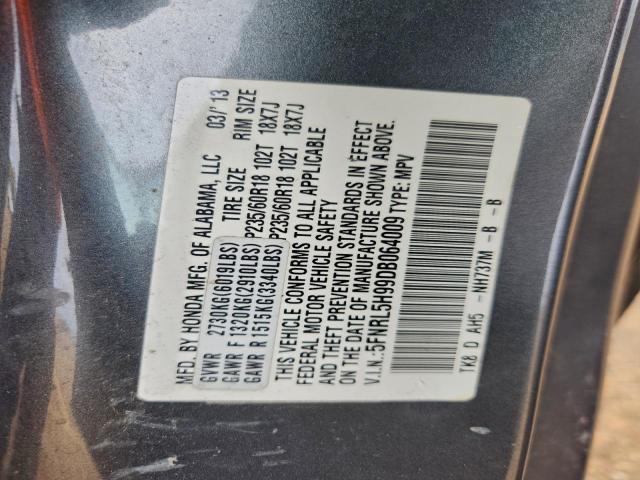 MFD. BY HONDA MFG. OF ALABAMA, LLC 03/'13
GVWR 2730KG(6019LBS) TIRE SIZE RIM SIZE
GAWR F 1320KG(2910LBS) P235/60R18 102T 18X7J
GAWR R 1515KG(3340LBS) P235/60R18 102T 18X7J
THIS VEHICLE CONFORMS TO ALL APPLICABLE
FEDERAL MOTOR VEHICLE SAFETY
AND THEFT PREVENTION STANDARDS IN EFFECT
ON THE DATE OF MANUFACTURE SHOWN ABOVE.
V.I.N.:5FNRL5H99DB064009 TYPE: MPV
TK8 D AH5 -NH737M -B -B